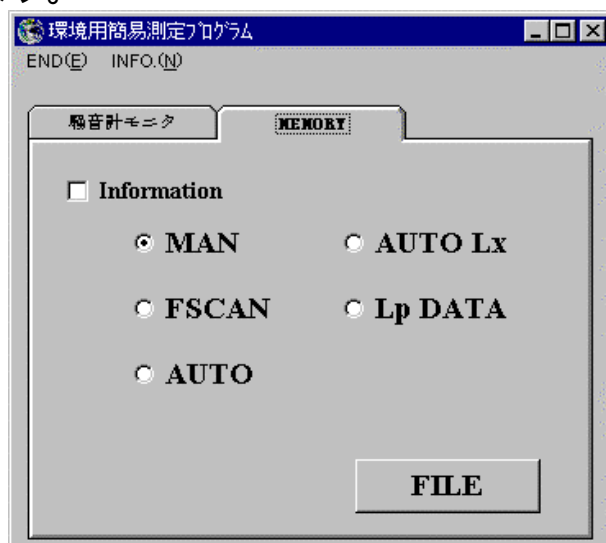 す。
環境用簡易測定プログラム
END(E) INFO.(N)
騒音計モニタ MEMORY
Information
MAN AUTO Lx
FSCAN Lp DATA
AUTO
FILE